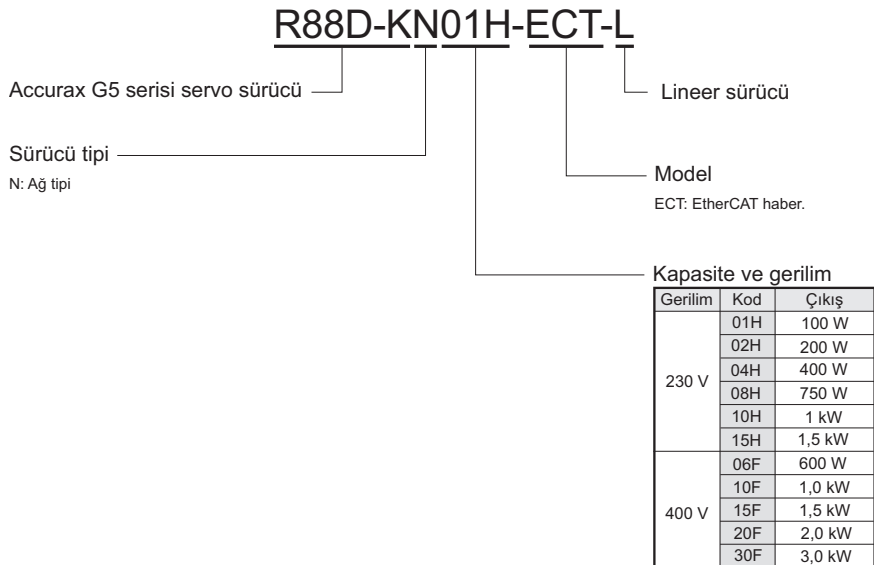 R88D-KN01H-ECT-L
Accurax G5 serisi servo sürücü
Lineer sürücü
Sürücü tipi
N: Ağ tipi
Model
ECT: EtherCAT haber.
Kapasite ve gerilim
Gerilim Kod Çıkış
230 V
01H 100 W
02H 200 W
04H 400 W
08H 750 W
10H 1 kW
15H 1,5 kW
400 V
06F 600 W
10F 1,0 kW
15F 1,5 kW
20F 2,0 kW
30F 3,0 kW